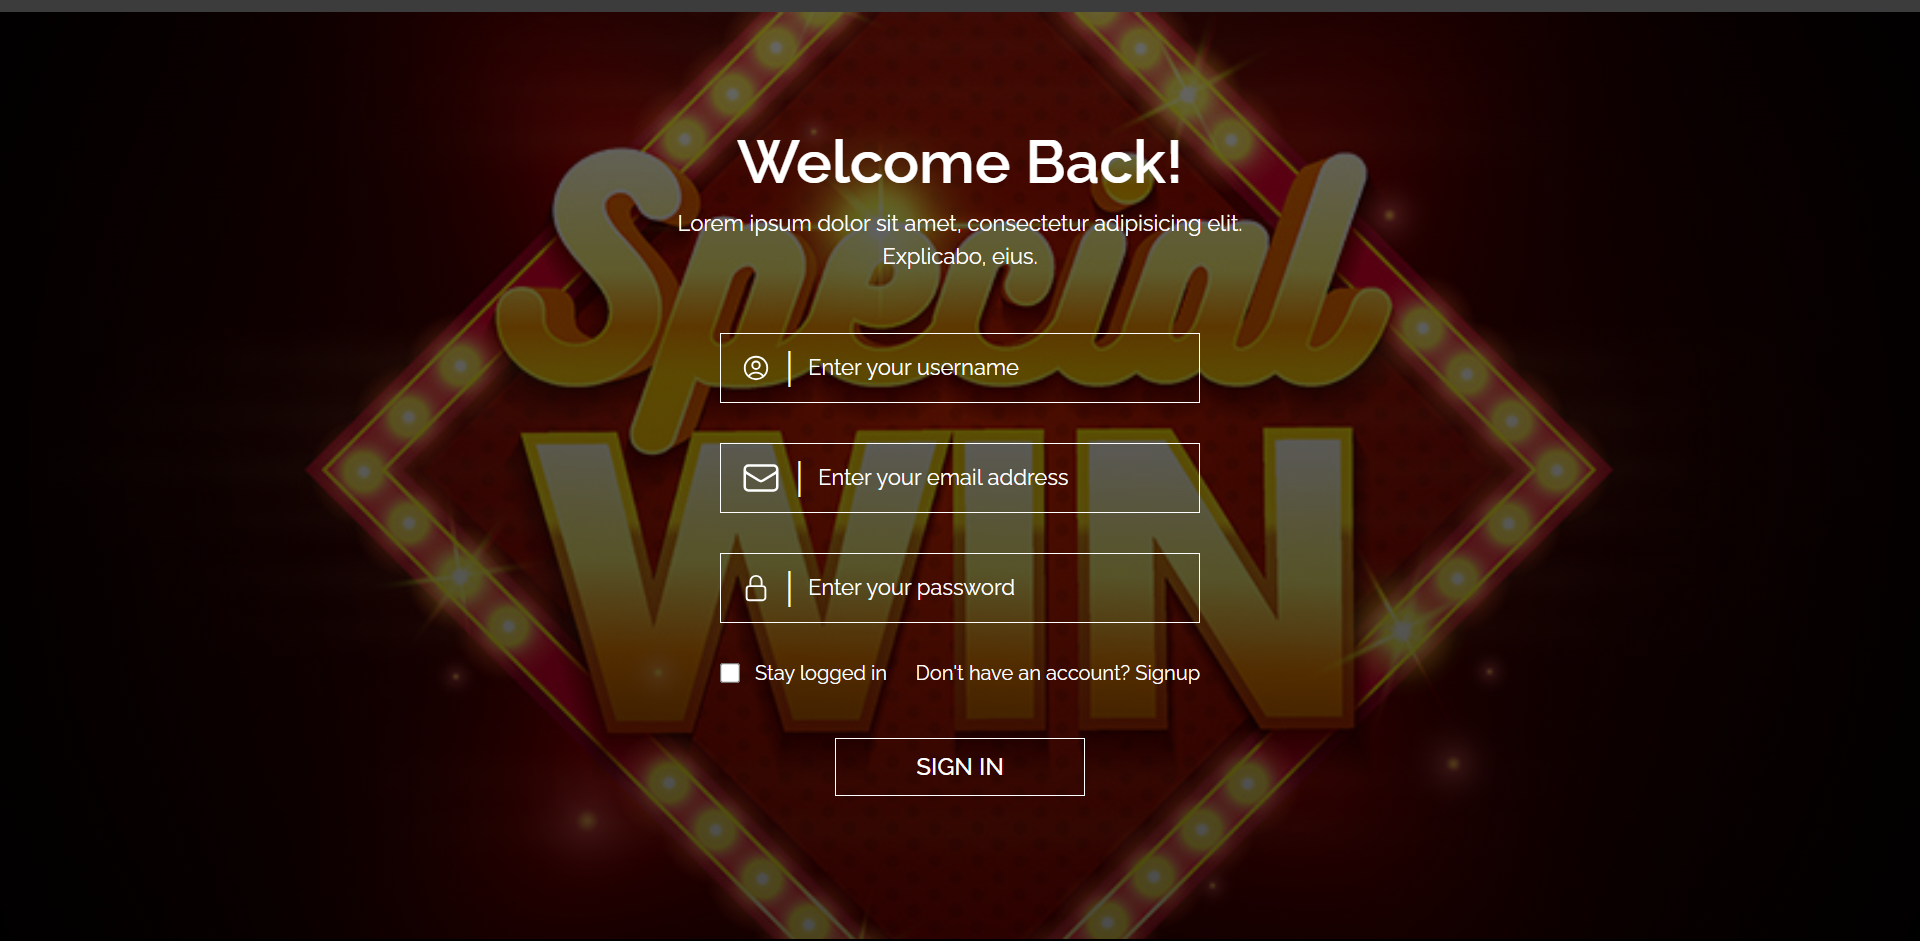 Welcome Back!
Lorem ipsum dolor sit amet, consectetur adipisicing elit.
Explicabo, eius.
Special
Enter your username
WIN
Enter your email address
Enter your password
Stay logged in Don't have an account? Signup
SIGN IN